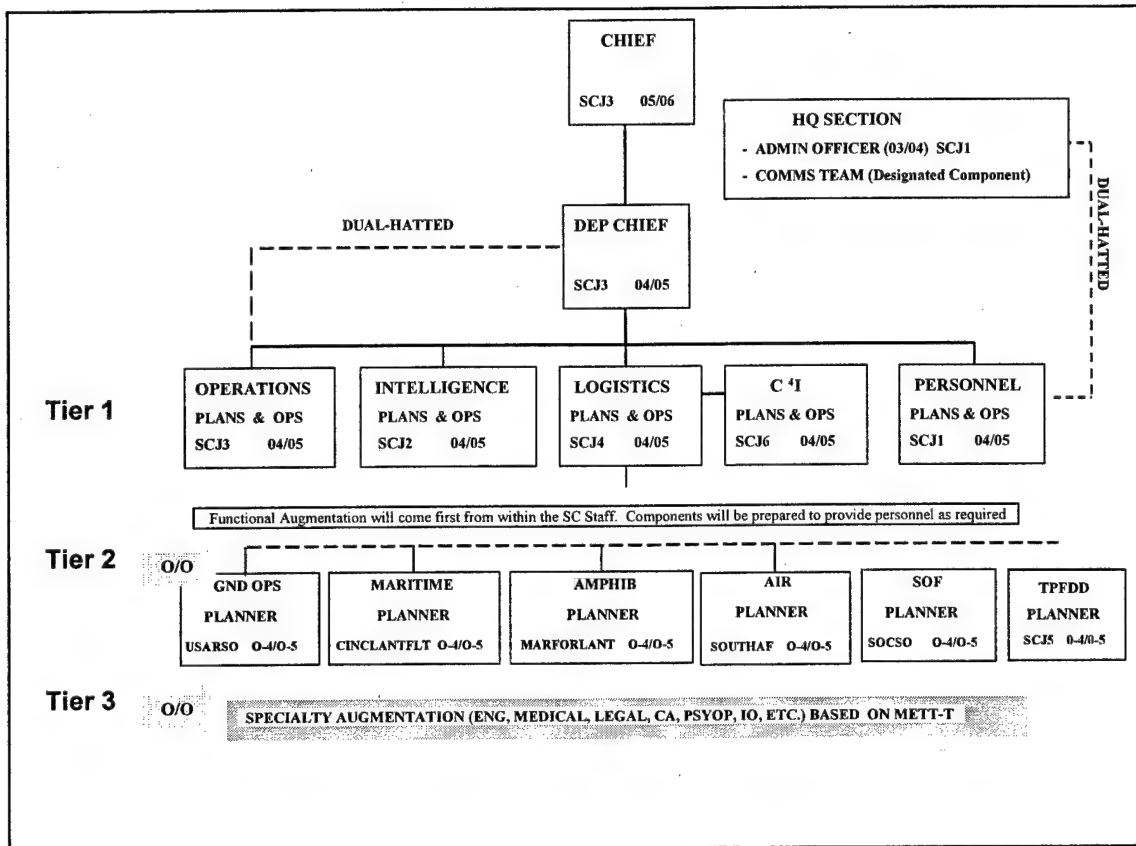 CHIEF
SCJ3 05/06
HQ SECTION
- ADMIN OFFICER (03/04) SCJ1
- COMMS TEAM (Designated Component)
DUAL-HATTED
DUAL-HATTED
DEP CHIEF
SCJ3 04/05
Tier 1
OPERATIONS
PLANS & OPS
SCJ3 04/05
INTELLIGENCE
PLANS & OPS
SCJ2 04/05
LOGISTICS
PLANS & OPS
SCJ4 04/05
C ⁴I
PLANS & OPS
SCJ6 04/05
PERSONNEL
PLANS & OPS
SCJ1 04/05
Functional Augmentation will come first from within the SC Staff. Components will be prepared to provide personnel as required
Tier 2
O/O
GND OPS
PLANNER
USARSO O-4/O-5
MARITIME
PLANNER
CINCLANTFLT O-4/O-5
AMPHIB
PLANNER
MARFORLANT O-4/O-5
AIR
PLANNER
SOUTHAF O-4/O-5
SOF
PLANNER
SOCSO O-4/O-5
TPFDD
PLANNER
SCJ5 0-4/0-5
Tier 3
O/O
SPECIALTY AUGMENTATION (ENG, MEDICAL, LEGAL, CA, PSYOP, IO, ETC.) BASED ON METT-T